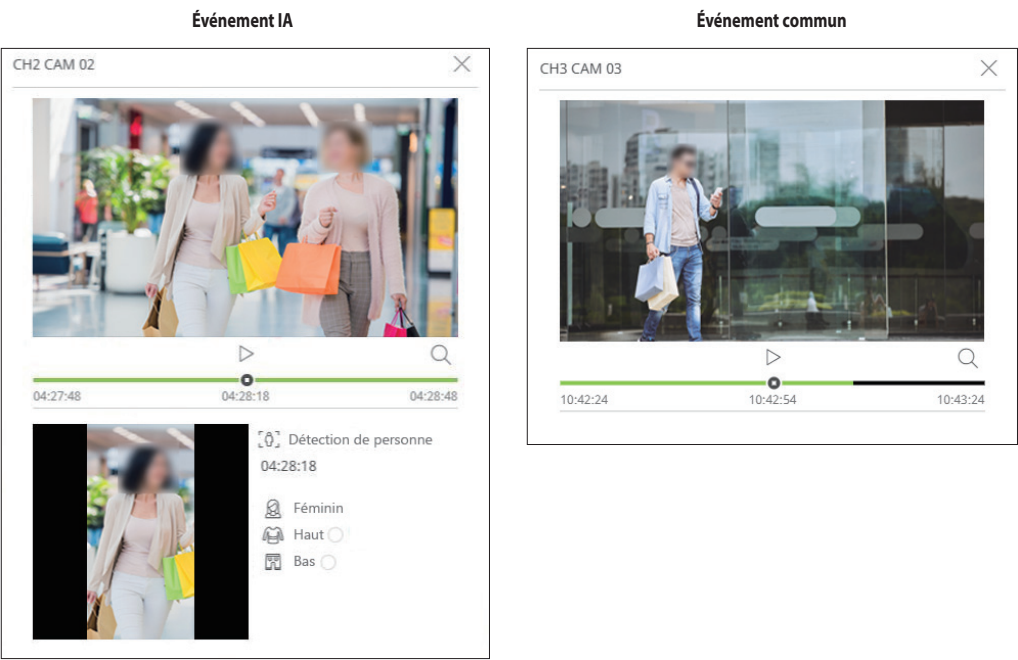 Événement IA
CH2 CAM 02
04:27:48 04:28:18 04:28:48
Détection de personne
04:28:18
Féminin
Haut
Bas
Événement commun
CH3 CAM 03
10:42:24 10:42:54 10:43:24